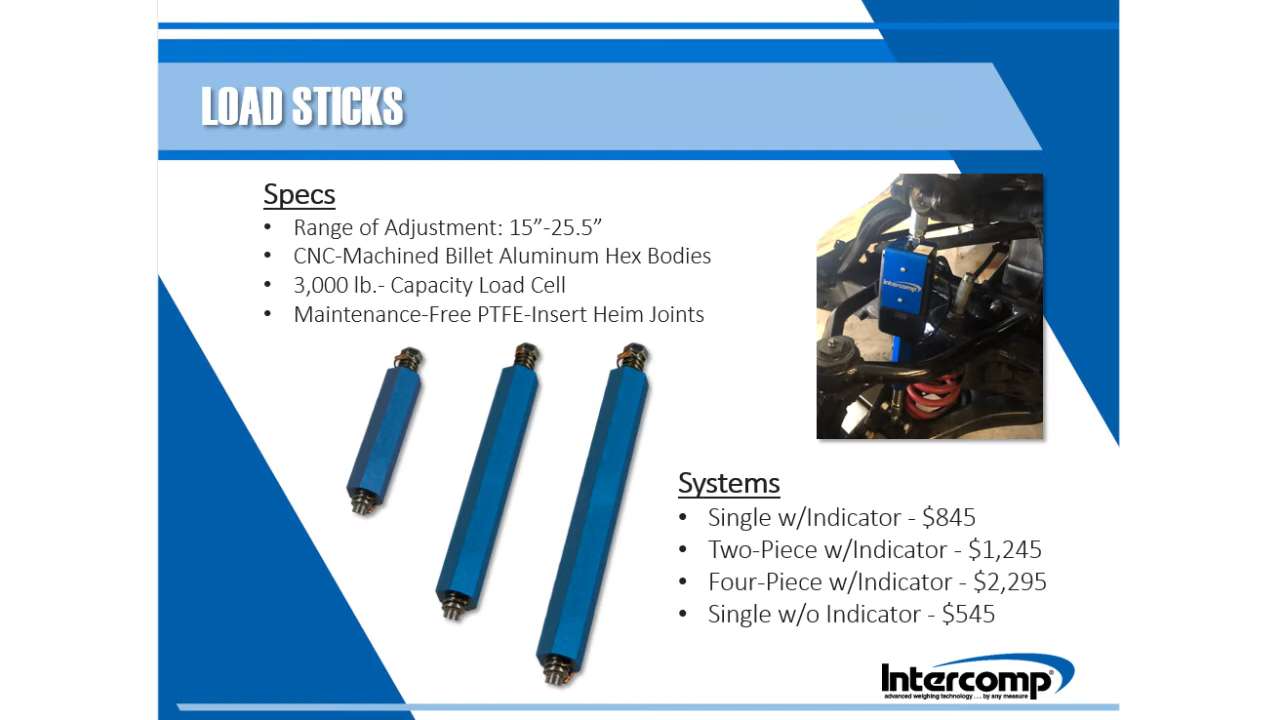 LOAD STICKS
Specs
• Range of Adjustment: 15”-25.5”
• CNC-Machined Billet Aluminum Hex Bodies
• 3,000 lb.- Capacity Load Cell
• Maintenance-Free PTFE-Insert Heim Joints
Intercomp
Systems
• Single w/Indicator - $845
• Two-Piece w/Indicator - $1,245
• Four-Piece w/Indicator - $2,295
• Single w/o Indicator - $545
Intercomp®
advanced weighing technology . . . by any measure